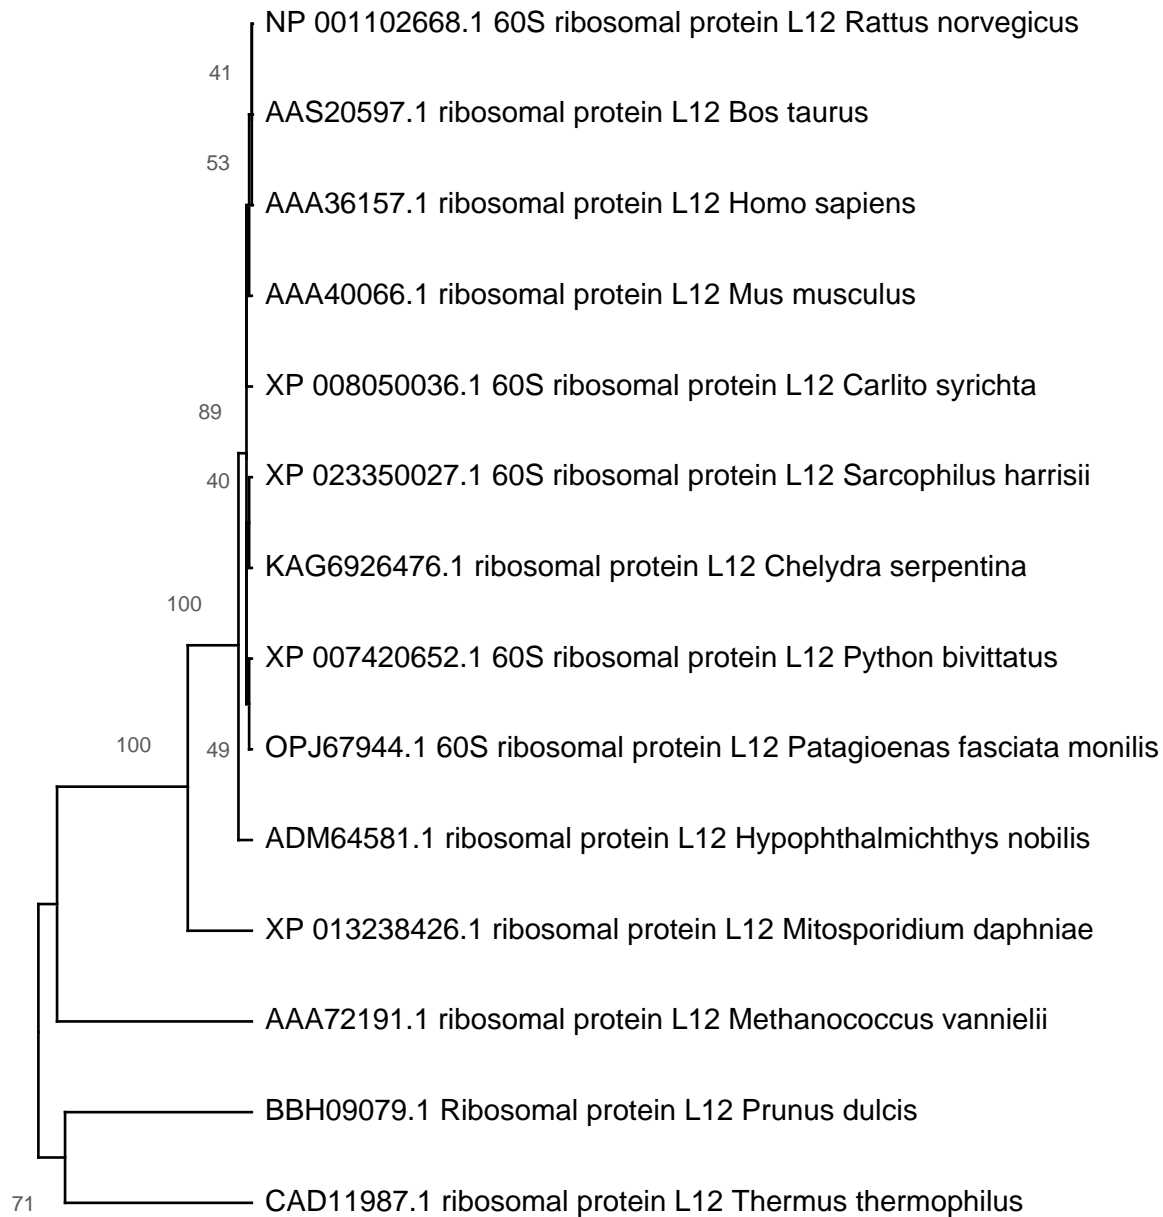 NP 001102668.1 60S ribosomal protein L12 Rattus norvegicus
41
AAS20597.1 ribosomal protein L12 Bos taurus
53
AAA36157.1 ribosomal protein L12 Homo sapiens
AAA40066.1 ribosomal protein L12 Mus musculus
XP 008050036.1 60S ribosomal protein L12 Carlito syrichta
89
XP 023350027.1 60S ribosomal protein L12 Sarcophilus harrisii
40
KAG6926476.1 ribosomal protein L12 Chelydra serpentina
100
XP 007420652.1 60S ribosomal protein L12 Python bivittatus
100
49
OPJ67944.1 60S ribosomal protein L12 Patagioenas fasciata monilis
ADM64581.1 ribosomal protein L12 Hypophthalmichthys nobilis
XP 013238426.1 ribosomal protein L12 Mitosporidium daphniae
AAA72191.1 ribosomal protein L12 Methanococcus vannielii
BBH09079.1 Ribosomal protein L12 Prunus dulcis
71
CAD11987.1 ribosomal protein L12 Thermus thermophilus